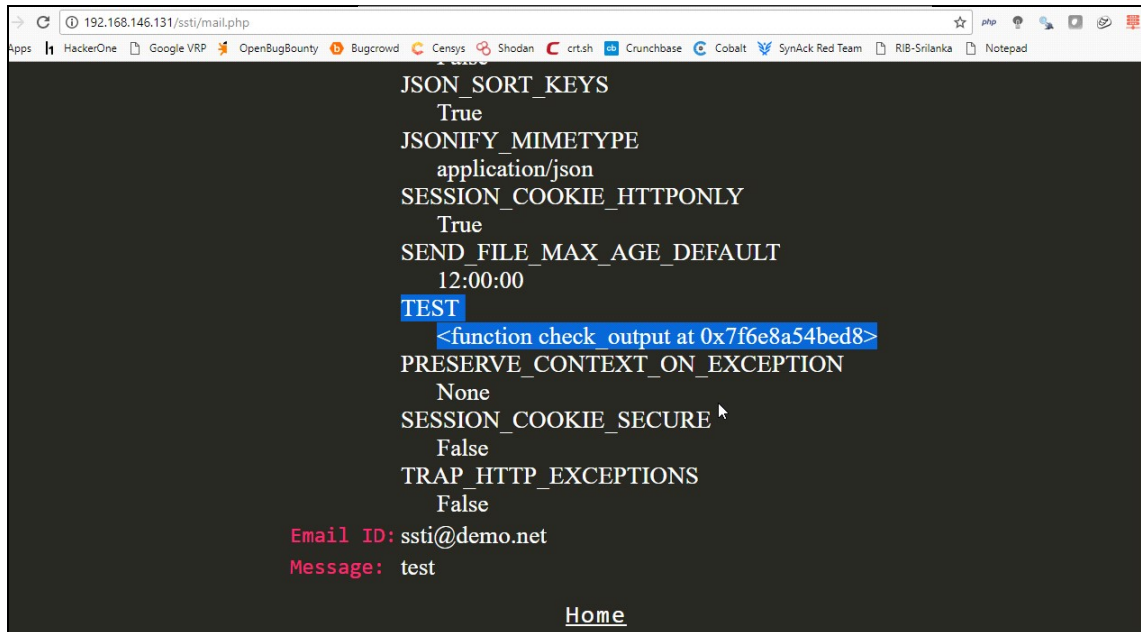 192.168.146.131/ssti/mail.php
php
Apps HackerOne Google VRP OpenBugBounty Bugcrowd Censys Shodan crt.sh Crunchbase Cobalt SynAck Red Team RIB-Srilanka Notepad
False
JSON_SORT_KEYS
True
JSONIFY_MIMETYPE
application/json
SESSION_COOKIE_HTTPONLY
True
SEND_FILE_MAX_AGE_DEFAULT
12:00:00
TEST
<function check_output at 0x7f6e8a54bed8>
PRESERVE_CONTEXT_ON_EXCEPTION
None
SESSION_COOKIE_SECURE
False
TRAP_HTTP_EXCEPTIONS
False
Email ID: ssti@demo.net
Message: test
Home